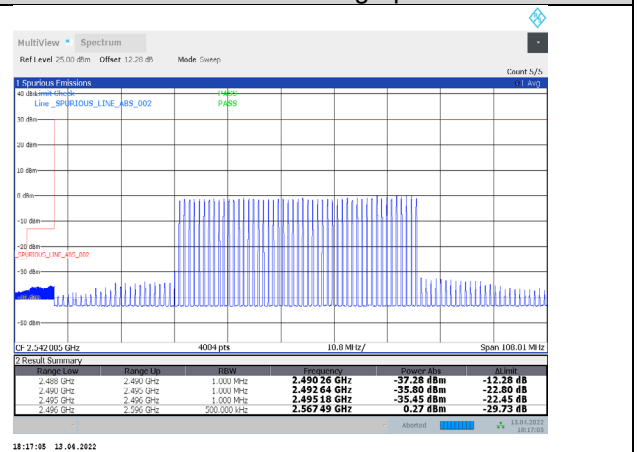 MultiView Spectrum
Ref Level 25.00 dBm Offset 12.28 dB Mode Sweep
Count 5/5
1 Spurious Emissions 1 Avg
40 dBm Limit Check PASS
Line _SPURIOUS_LINE_ABS_002 PASS
30 dBm
20 dBm
10 dBm
0 dBm
-10 dBm
-20 dBm
_SPURIOUS_LINE_ABS_002
-30 dBm
-40 dBm
-50 dBm
CF 2.542005 GHz 4004 pts 10.8 MHz/ Span 108.01 MHz
2 Result Summary
Range Low Range Up RBW Frequency Power Abs ΔLimit
2.488 GHz 2.490 GHz 1.000 MHz 2.490 26 GHz -37.28 dBm -12.28 dB
2.490 GHz 2.495 GHz 1.000 MHz 2.492 64 GHz -35.80 dBm -22.80 dB
2.495 GHz 2.496 GHz 1.000 MHz 2.495 18 GHz -35.45 dBm -22.45 dB
2.496 GHz 2.596 GHz 500.000 kHz 2.567 49 GHz 0.27 dBm -29.73 dB
Aborted 13.04.2022
18:17:05
18:17:05 13.04.2022